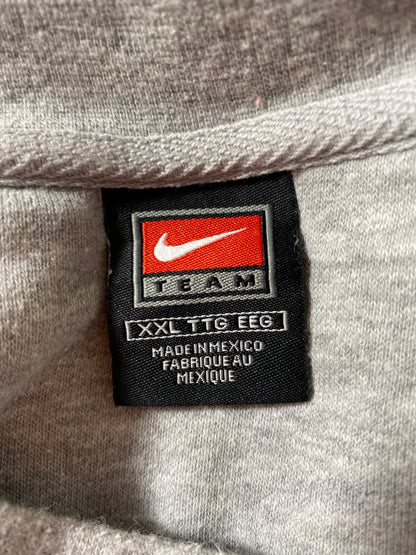 TEAM
XXL TTG EEG
MADE IN MEXICO
FABRIQUE AU
MEXIQUE